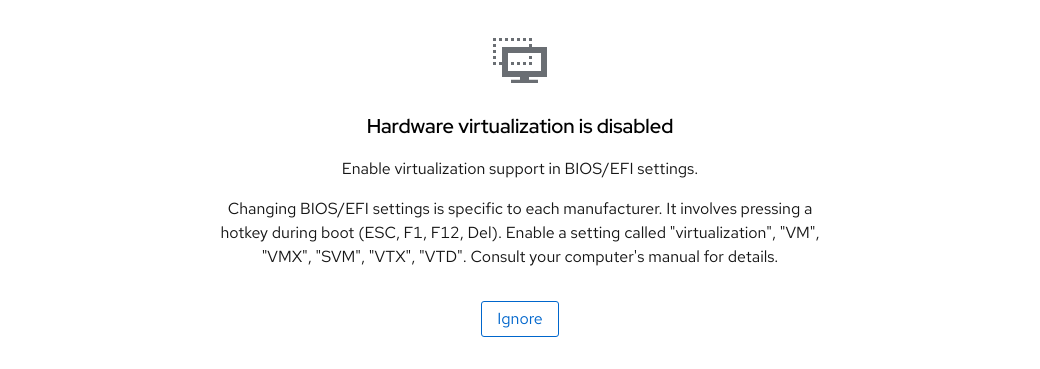 Hardware virtualization is disabled
Enable virtualization support in BIOS/EFI settings.
Changing BIOS/EFI settings is specific to each manufacturer. It involves pressing a
hotkey during boot (ESC, F1, F12, Del). Enable a setting called "virtualization", "VM",
"VMX", "SVM", "VTX", "VTD". Consult your computer's manual for details.
Ignore